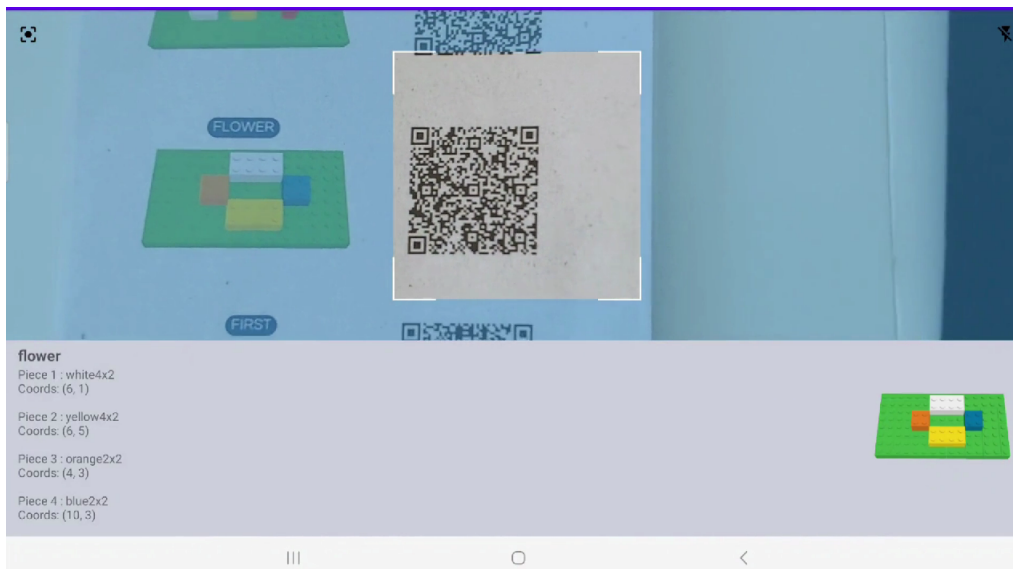 FLOWER
FIRST
flower
Piece 1 : white4x2
Coords: (6, 1)
Piece 2 : yellow4x2
Coords: (6, 5)
Piece 3 : orange2x2
Coords: (4, 3)
Piece 4 : blue2x2
Coords: (10, 3)